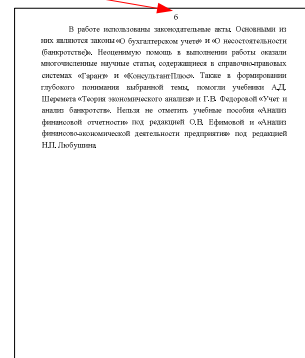 6
В работе использованы законодательные акты. Основными из
них являются законы «О бухгалтерском учете» и «О несостоятельности
(банкротстве)». Неоценимую помощь в выполнении работы оказали
многочисленные научные статьи, содержащиеся в справочно-правовых
системах «Гарант» и «КонсультантПлюс». Также в формировании
глубокого понимания выбранной темы, помогли учебники А.Д.
Шеремета «Теория экономического анализа» и Г.В. Федоровой «Учет и
анализ банкротств». Нельзя не отметить учебные пособия «Анализ
финансовой отчетности» под редакцией О.В. Ефимовой и «Анализ
финансово-экономической деятельности предприятия» под редакцией
Н.П. Любушина.